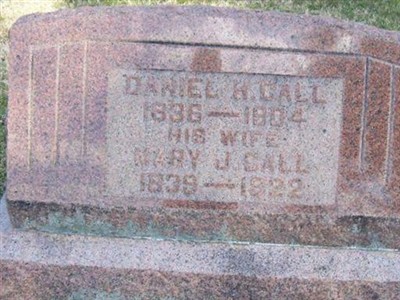 DANIEL H. CALL
1836—1904
HIS WIFE
MARY J. CALL
1839—1922